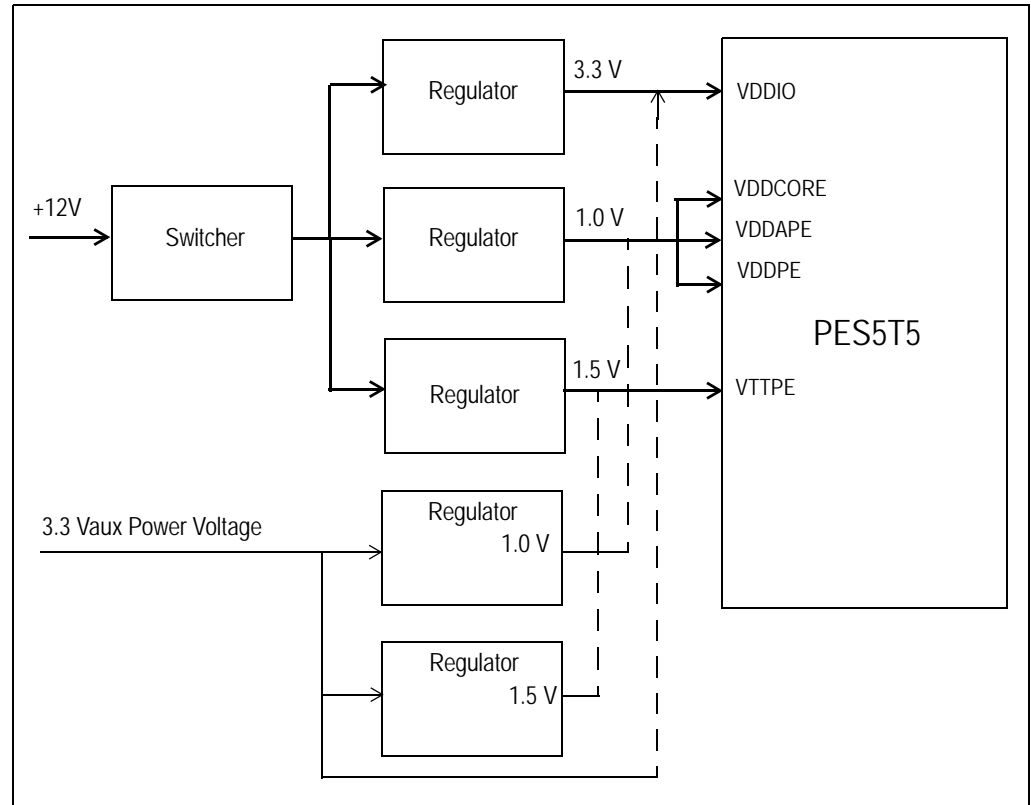 3.3 V
Regulator
VDDIO
+12V
Switcher
Regulator
1.0 V
VDDCORE
VDDAPE
VDDPE
PES5T5
1.5 V
Regulator
VTTPE
3.3 Vaux Power Voltage
Regulator
1.0 V
Regulator
1.5 V